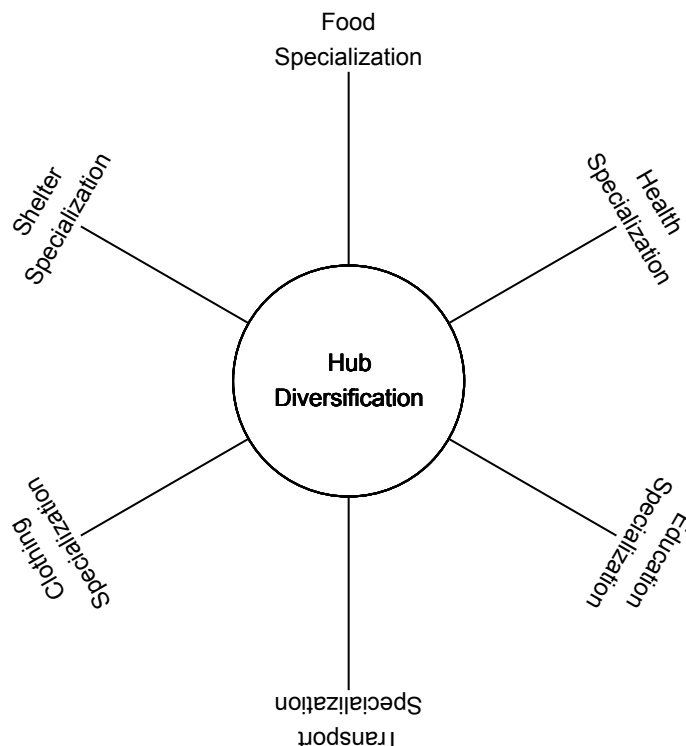 Food
Specialization
Health
Specialization
Education
Specialization
Transport
Specialization
Clothing
Specialization
Shelter
Specialization
Hub
Diversification